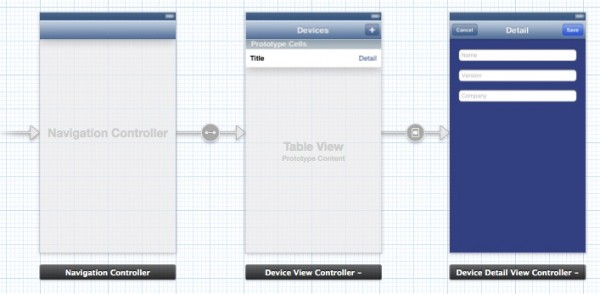 Navigation Controller
Navigation Controller
Devices
+
Prototype Cells
Title
Detail
Table View
Prototype Content
Device View Controller –
Cancel
Detail
Save
Name
Version
Company
Device Detail View Controller –